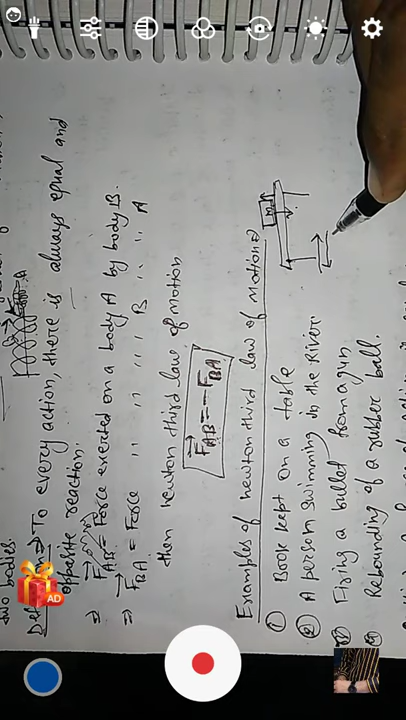 two bodies.
⇒ To every action, there is always equal and
opposite reaction.
⇒ F⃗AB = Force exerted on a body A by body B.
⇒ F⃗BA = Force " " " " B " " A
then newton third law of motion
F⃗AB = - F⃗BA
Examples of newton third law of motion
① Book kept on a table
② A person swimming in the River
③ Firing a bullet from a gun
④ Rebounding of a rubber ball.
AD